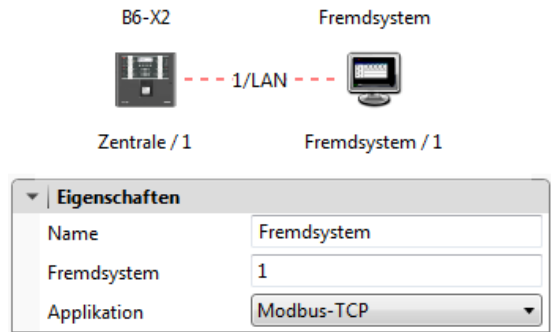 B6-X2 Fremdsystem
1/LAN
Zentrale / 1 Fremdsystem / 1
Eigenschaften
Name Fremdsystem
Fremdsystem 1
Applikation Modbus-TCP